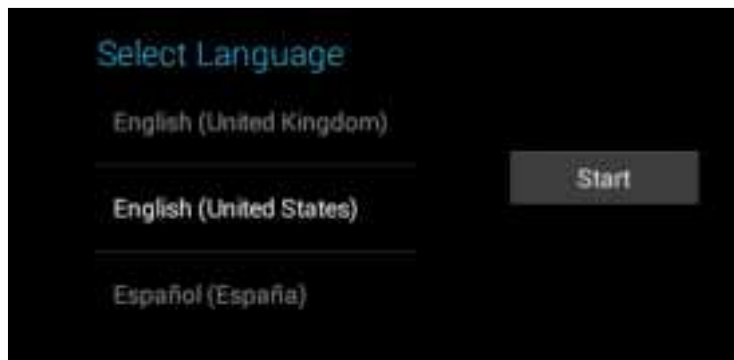 Select Language
English (United Kingdom)
English (United States)
Start
Español (España)